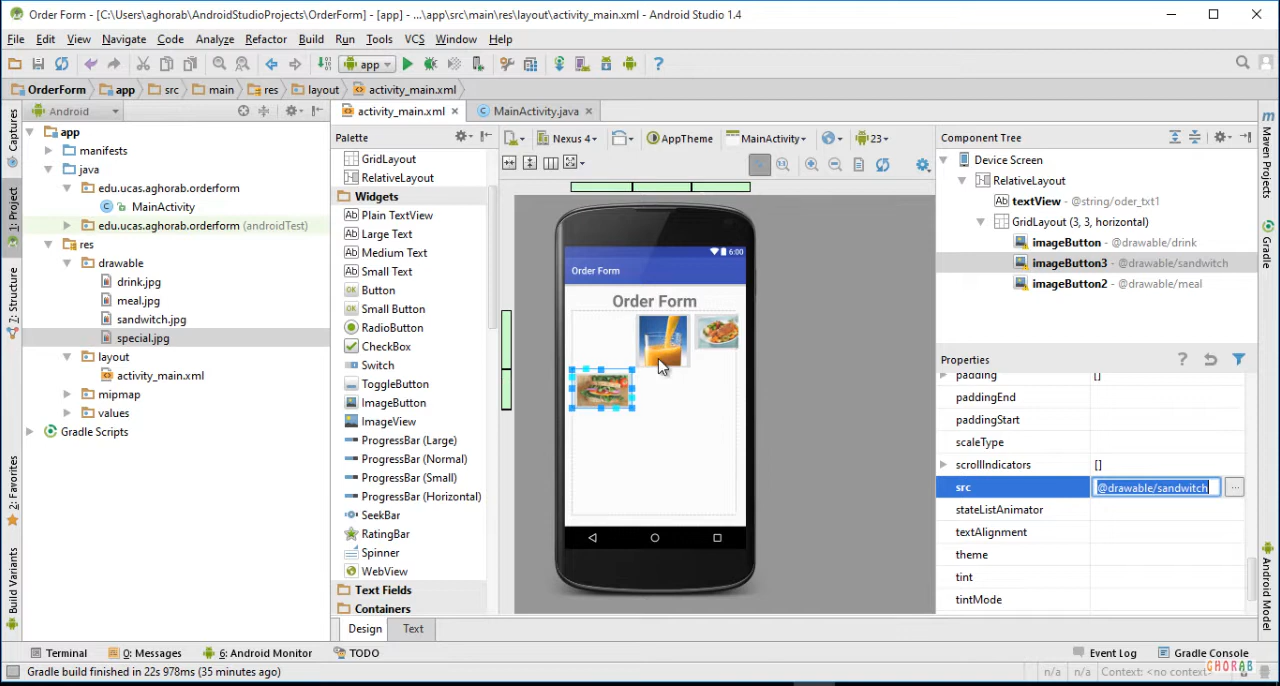 Order Form - [C:\Users\aghorab\AndroidStudioProjects\OrderForm] - [app] - ...\app\src\main\res\layout\activity_main.xml - Android Studio 1.4
File Edit View Navigate Code Analyze Refactor Build Run Tools VCS Window Help
app
OrderForm app src main res layout activity_main.xml
Captures
1: Project
7: Structure
2: Favorites
Build Variants
Android
app
manifests
java
edu.ucas.aghorab.orderform
MainActivity
edu.ucas.aghorab.orderform (androidTest)
res
drawable
drink.jpg
meal.jpg
sandwitch.jpg
special.jpg
layout
activity_main.xml
mipmap
values
Gradle Scripts
activity_main.xml MainActivity.java
Palette
GridLayout
RelativeLayout
Widgets
Ab Plain TextView
Ab Large Text
Ab Medium Text
Ab Small Text
OK Button
OK Small Button
RadioButton
CheckBox
Switch
ToggleButton
ImageButton
ImageView
ProgressBar (Large)
ProgressBar (Normal)
ProgressBar (Small)
ProgressBar (Horizontal)
SeekBar
RatingBar
Spinner
WebView
Text Fields
Containers
Design Text
Nexus 4 AppTheme MainActivity 23
6:00
Order Form
Order Form
Component Tree
Device Screen
RelativeLayout
Ab textView - @string/oder_txt1
GridLayout (3, 3, horizontal)
imageButton - @drawable/drink
imageButton3 - @drawable/sandwitch
imageButton2 - @drawable/meal
Properties
padding []
paddingEnd
paddingStart
scaleType
scrollIndicators []
src @drawable/sandwitch
stateListAnimator
textAlignment
theme
tint
tintMode
Maven Projects
Gradle
Android Model
Terminal 0: Messages 6: Android Monitor TODO Event Log Gradle Console
Gradle build finished in 22s 978ms (35 minutes ago) n/a n/a Context: <no context>
GHORAB